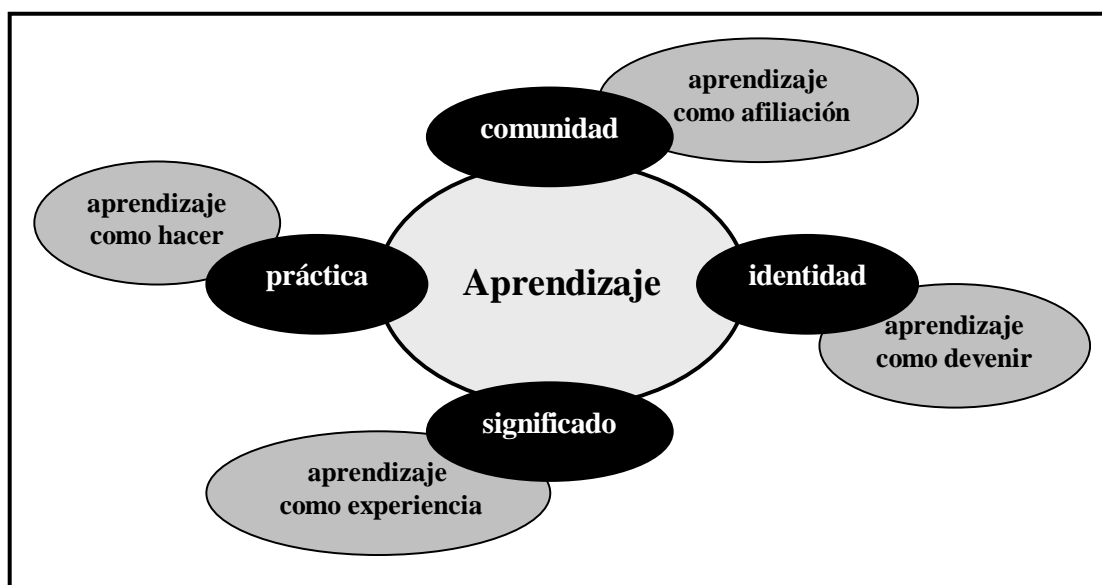 aprendizaje
como afiliación
comunidad
aprendizaje
como hacer
práctica
Aprendizaje
identidad
aprendizaje
como devenir
significado
aprendizaje
como experiencia